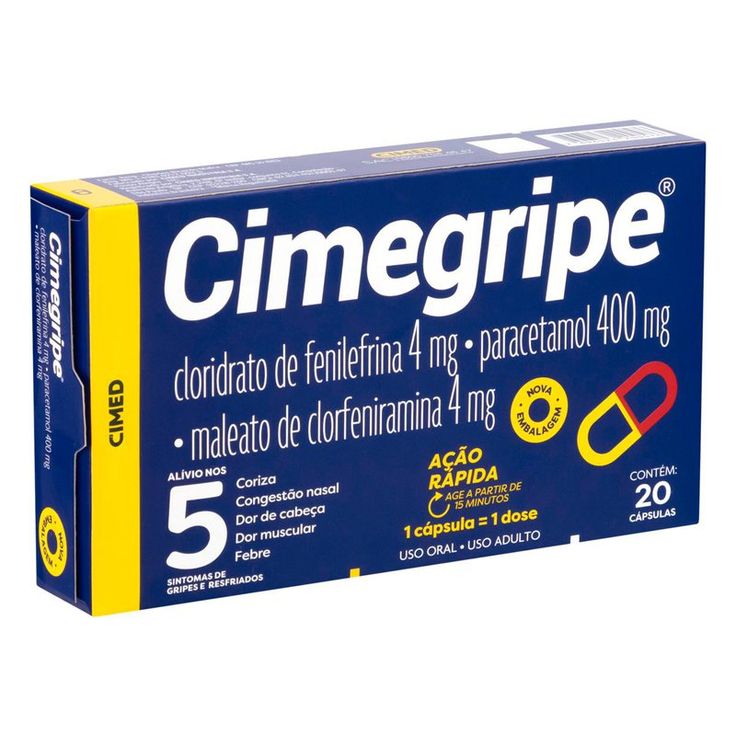 CIMED
Cimegripe®
cloridrato de fenilefrina 4 mg • paracetamol 400 mg
• maleato de clorfeniramina 4 mg
NOVA EMBALAGEM
ALÍVIO NOS
5
SINTOMAS DE
GRIPES E RESFRIADOS
Coriza
Congestão nasal
Dor de cabeça
Dor muscular
Febre
AÇÃO
RÁPIDA
AGE A PARTIR DE
15 MINUTOS
1 cápsula = 1 dose
USO ORAL • USO ADULTO
CONTÉM:
20
CÁPSULAS
CIMED
Cimegripe®
cloridrato de fenilefrina 4 mg • paracetamol 400 mg
• maleato de clorfeniramina 4 mg
NOVA EMBALAGEM